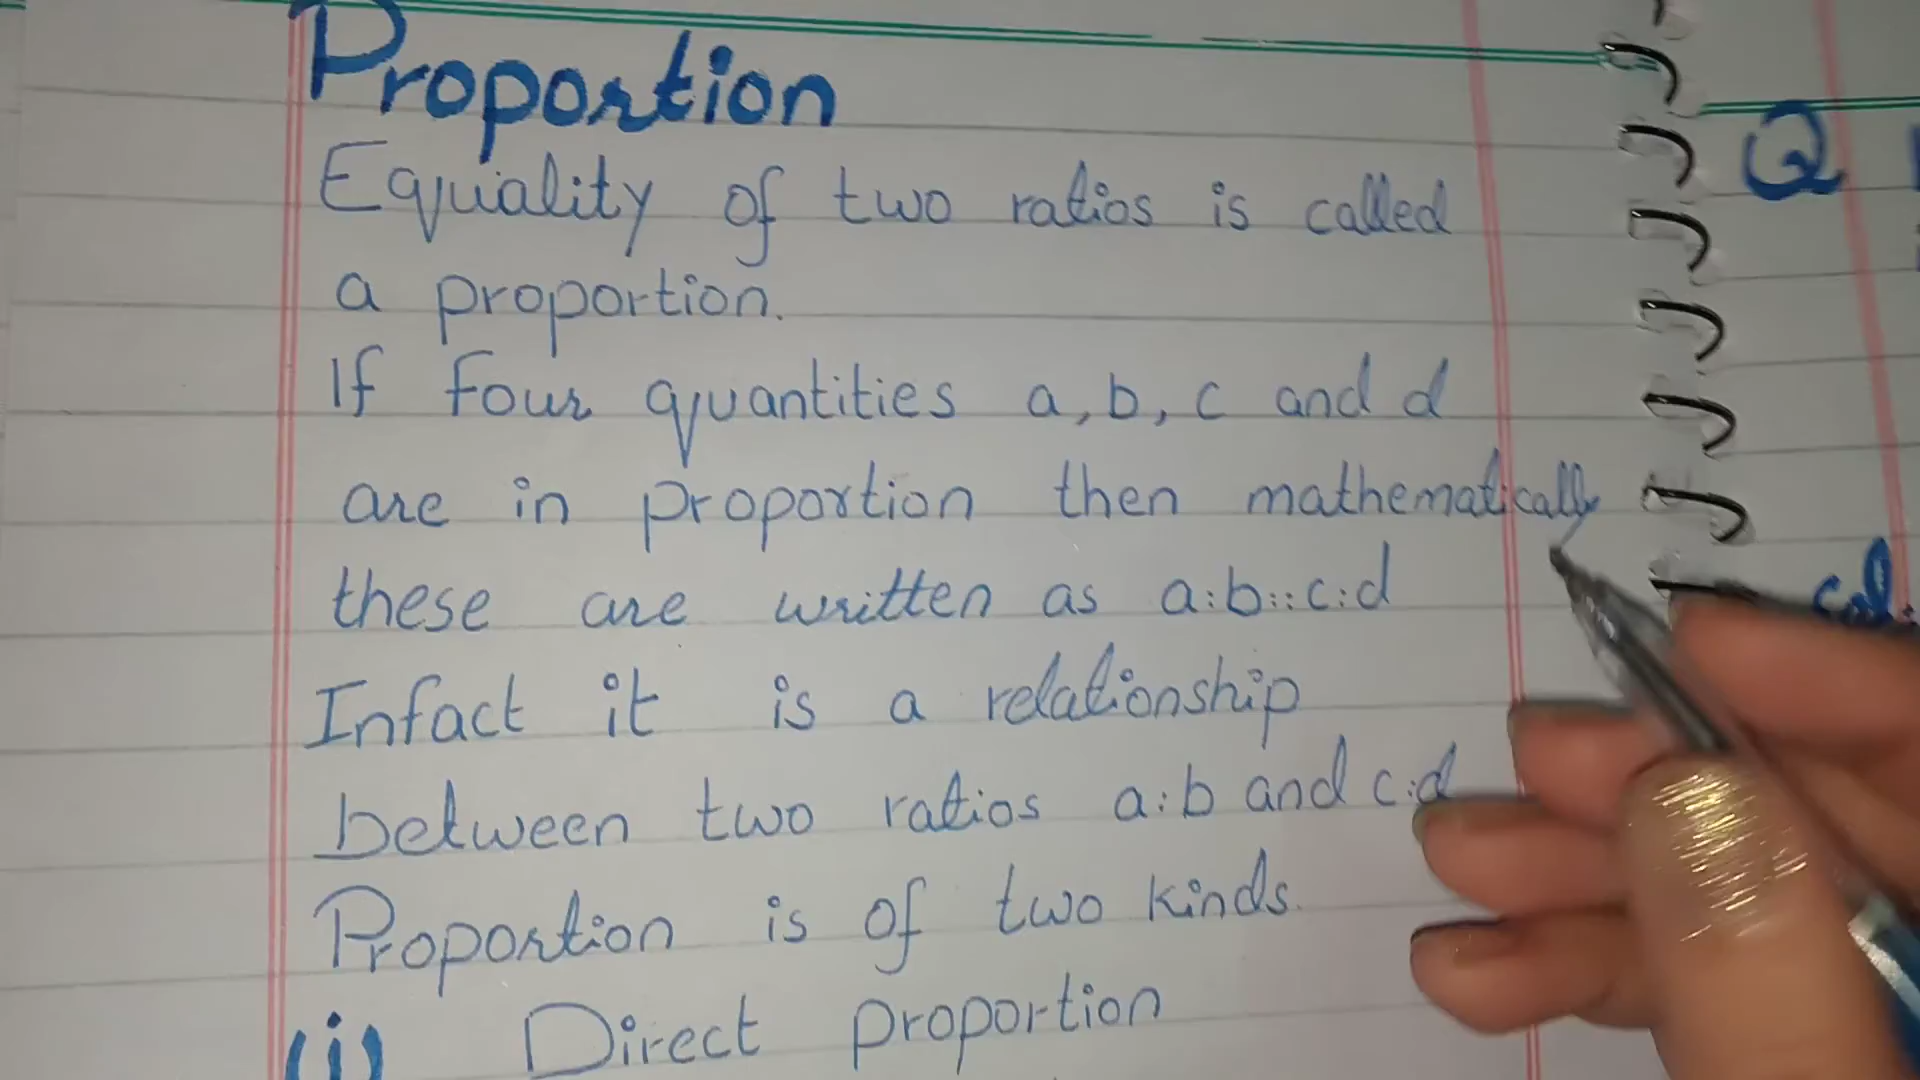 Proportion
Equality of two ratios is called
a proportion.
If four quantities a, b, c and d
are in proportion then mathematically
these are written as a:b::c:d
Infact it is a relationship
between two ratios a:b and c:d
Proportion is of two kinds.
(i) Direct proportion
Q